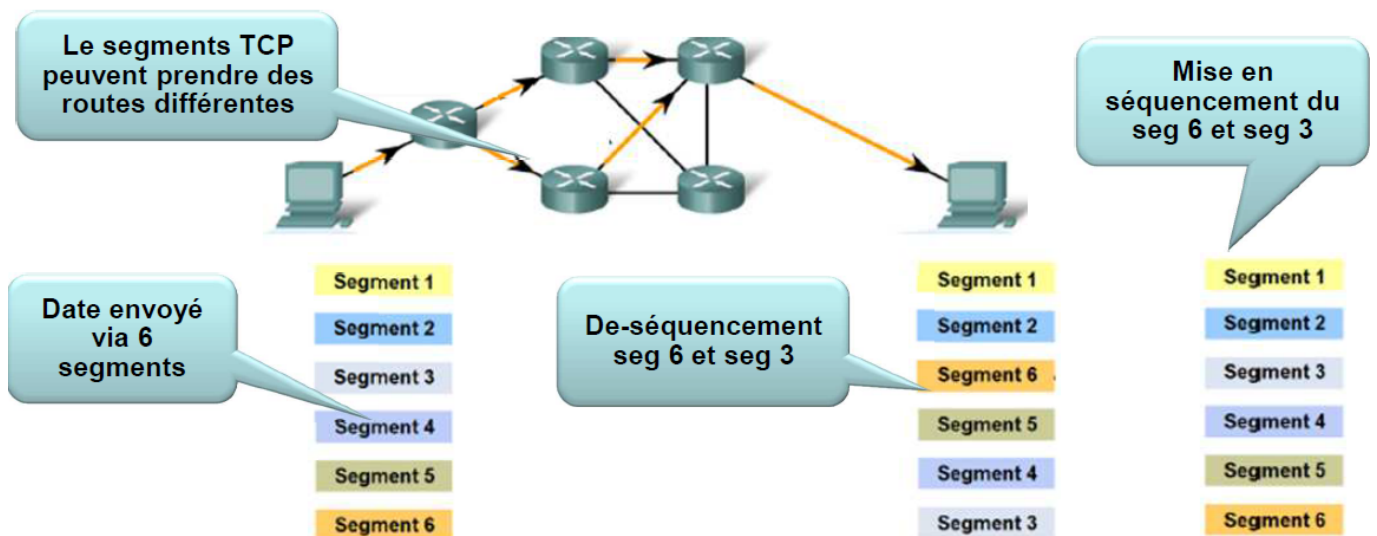 Le segments TCP
peuvent prendre des
routes différentes
Mise en
séquencement du
seg 6 et seg 3
Date envoyé
via 6
segments
Segment 1
Segment 2
Segment 3
Segment 4
Segment 5
Segment 6
De-séquencement
seg 6 et seg 3
Segment 1
Segment 2
Segment 6
Segment 5
Segment 4
Segment 3
Segment 1
Segment 2
Segment 3
Segment 4
Segment 5
Segment 6